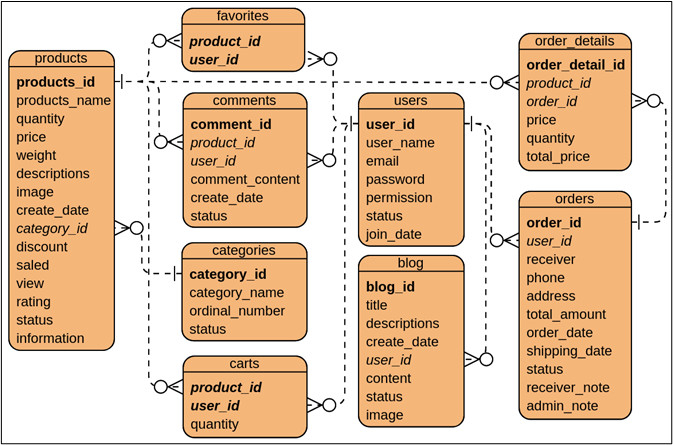 favorites
product_id
user_id
products
products_id
products_name
quantity
price
weight
descriptions
image
create_date
category_id
discount
saled
view
rating
status
information
comments
comment_id
product_id
user_id
comment_content
create_date
status
categories
category_id
category_name
ordinal_number
status
carts
product_id
user_id
quantity
users
user_id
user_name
email
password
permission
status
join_date
blog
blog_id
title
descriptions
create_date
user_id
content
status
image
order_details
order_detail_id
product_id
order_id
price
quantity
total_price
orders
order_id
user_id
receiver
phone
address
total_amount
order_date
shipping_date
status
receiver_note
admin_note